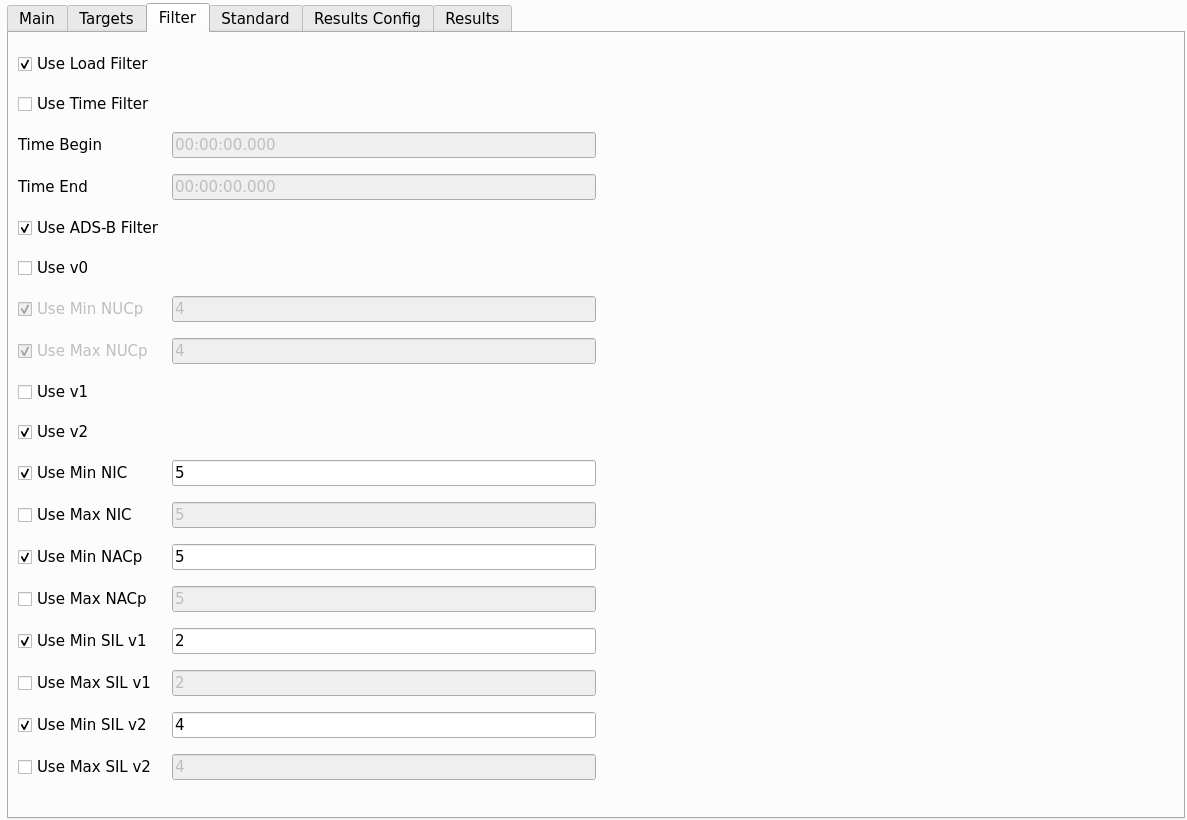 Main Targets Filter Standard Results Config Results
Use Load Filter
Use Time Filter
Time Begin 00:00:00.000
Time End 00:00:00.000
Use ADS-B Filter
Use v0
Use Min NUCp 4
Use Max NUCp 4
Use v1
Use v2
Use Min NIC 5
Use Max NIC 5
Use Min NACp 5
Use Max NACp 5
Use Min SIL v1 2
Use Max SIL v1 2
Use Min SIL v2 4
Use Max SIL v2 4